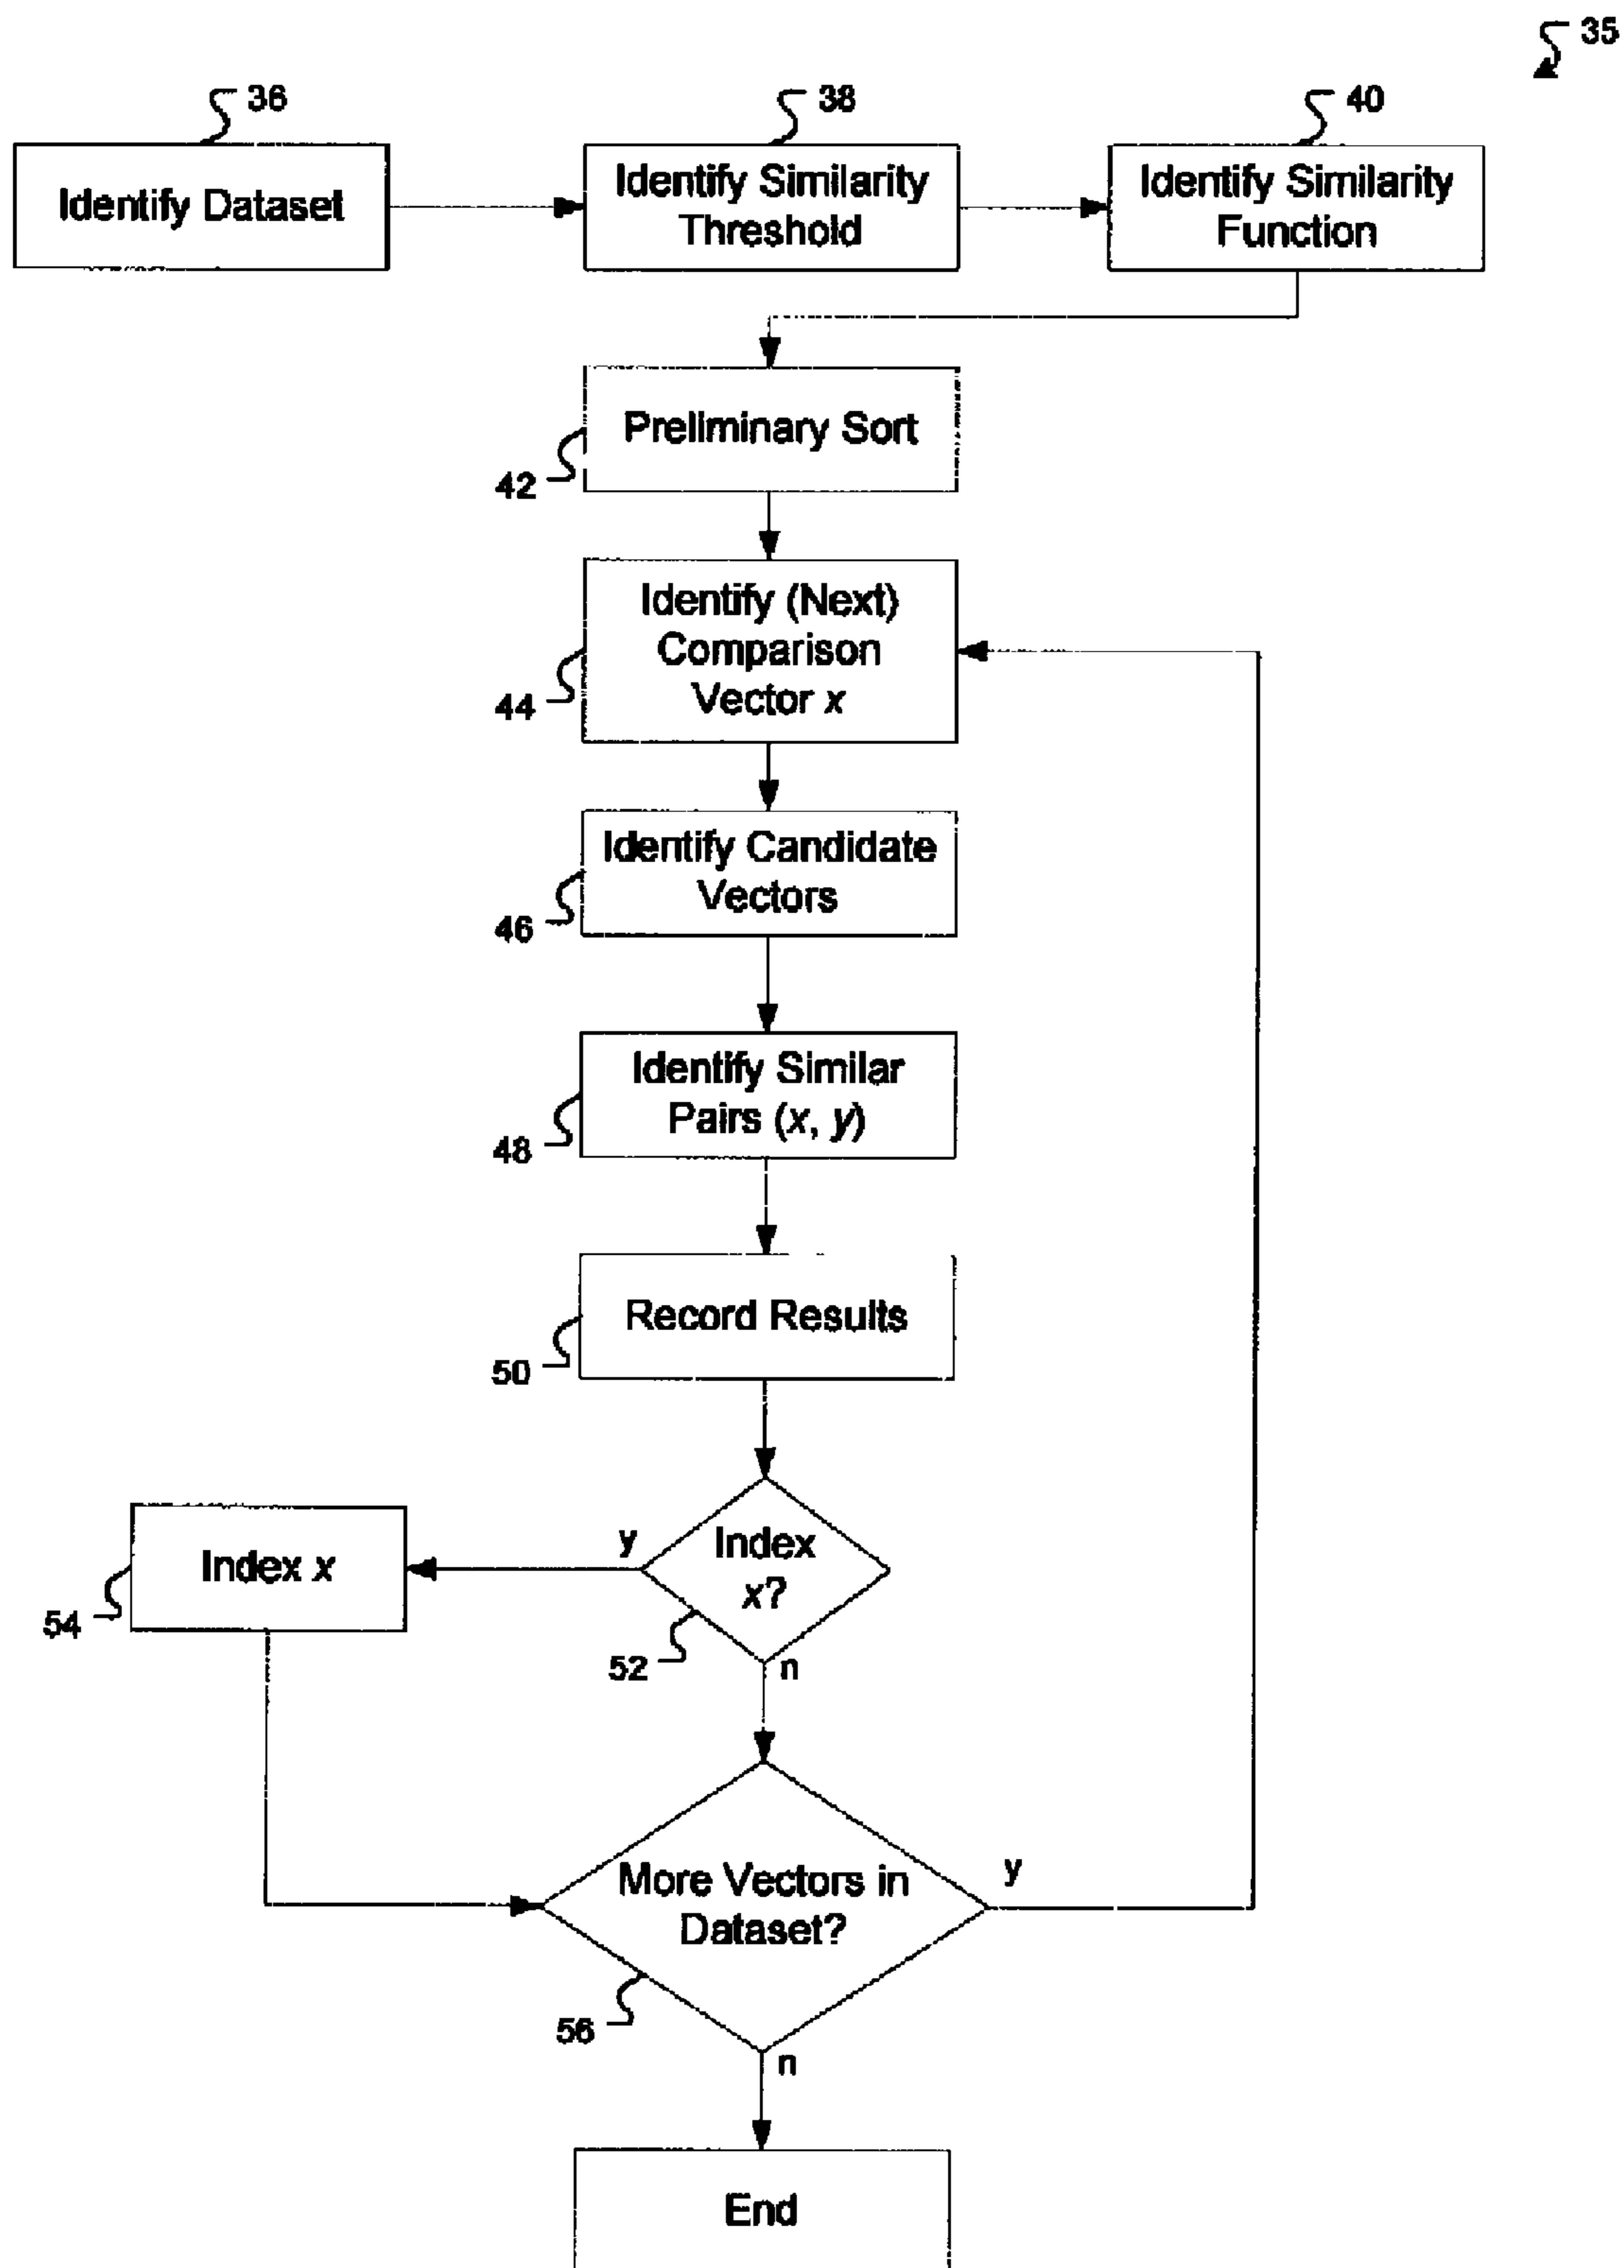 35
36
38
40
Identify Dataset
Identify Similarity
Threshold
Identify Similarity
Function
Preliminary Sort
42
Identify (Next)
Comparison
Vector x
44
Identify Candidate
Vectors
46
Identify Similar
Pairs (x, y)
48
Record Results
50
Index
x?
y
Index x
54
52
n
More Vectors in
Dataset?
y
56
n
End